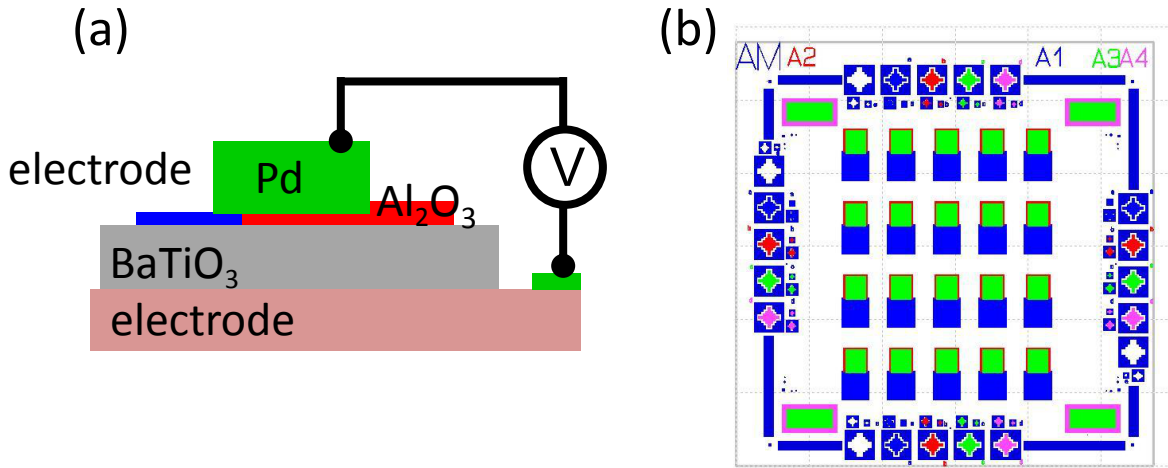 (a)
electrode
Pd
Al2O3
V
BaTiO3
electrode
(b)
AM A2 A1 A3 A4